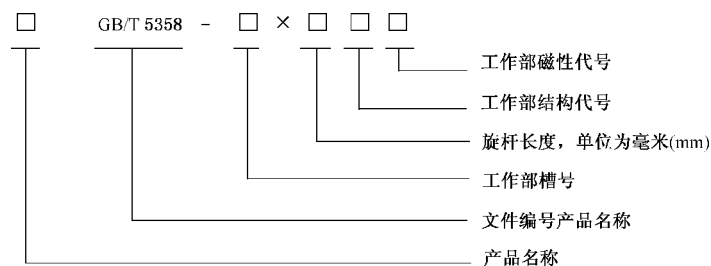 □ GB/T 5358 - □ × □ □ □
工作部磁性代号
工作部结构代号
旋杆长度，单位为毫米(mm)
工作部槽号
文件编号产品名称
产品名称